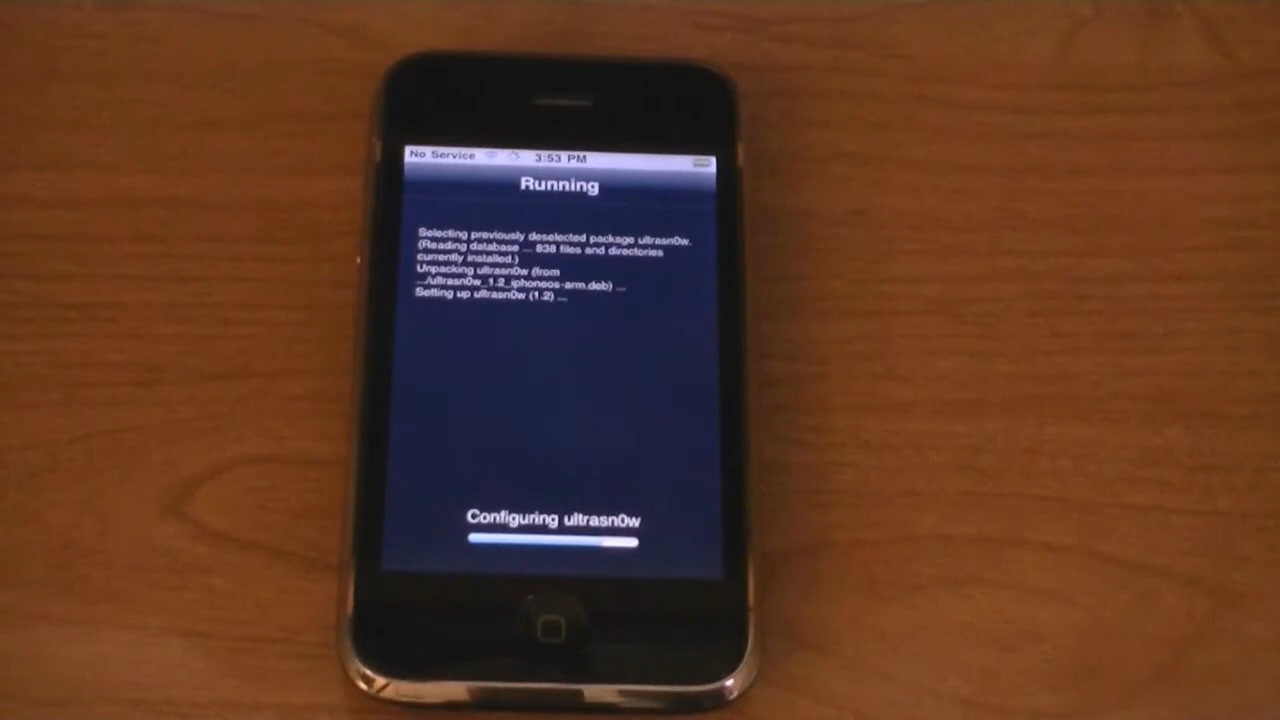 No Service 3:53 PM
Running
Selecting previously deselected package ultrasn0w.
(Reading database ... 838 files and directories
currently installed.)
Unpacking ultrasn0w (from
.../ultrasn0w_1.2_iphoneos-arm.deb) ...
Setting up ultrasn0w (1.2) ...
Configuring ultrasn0w